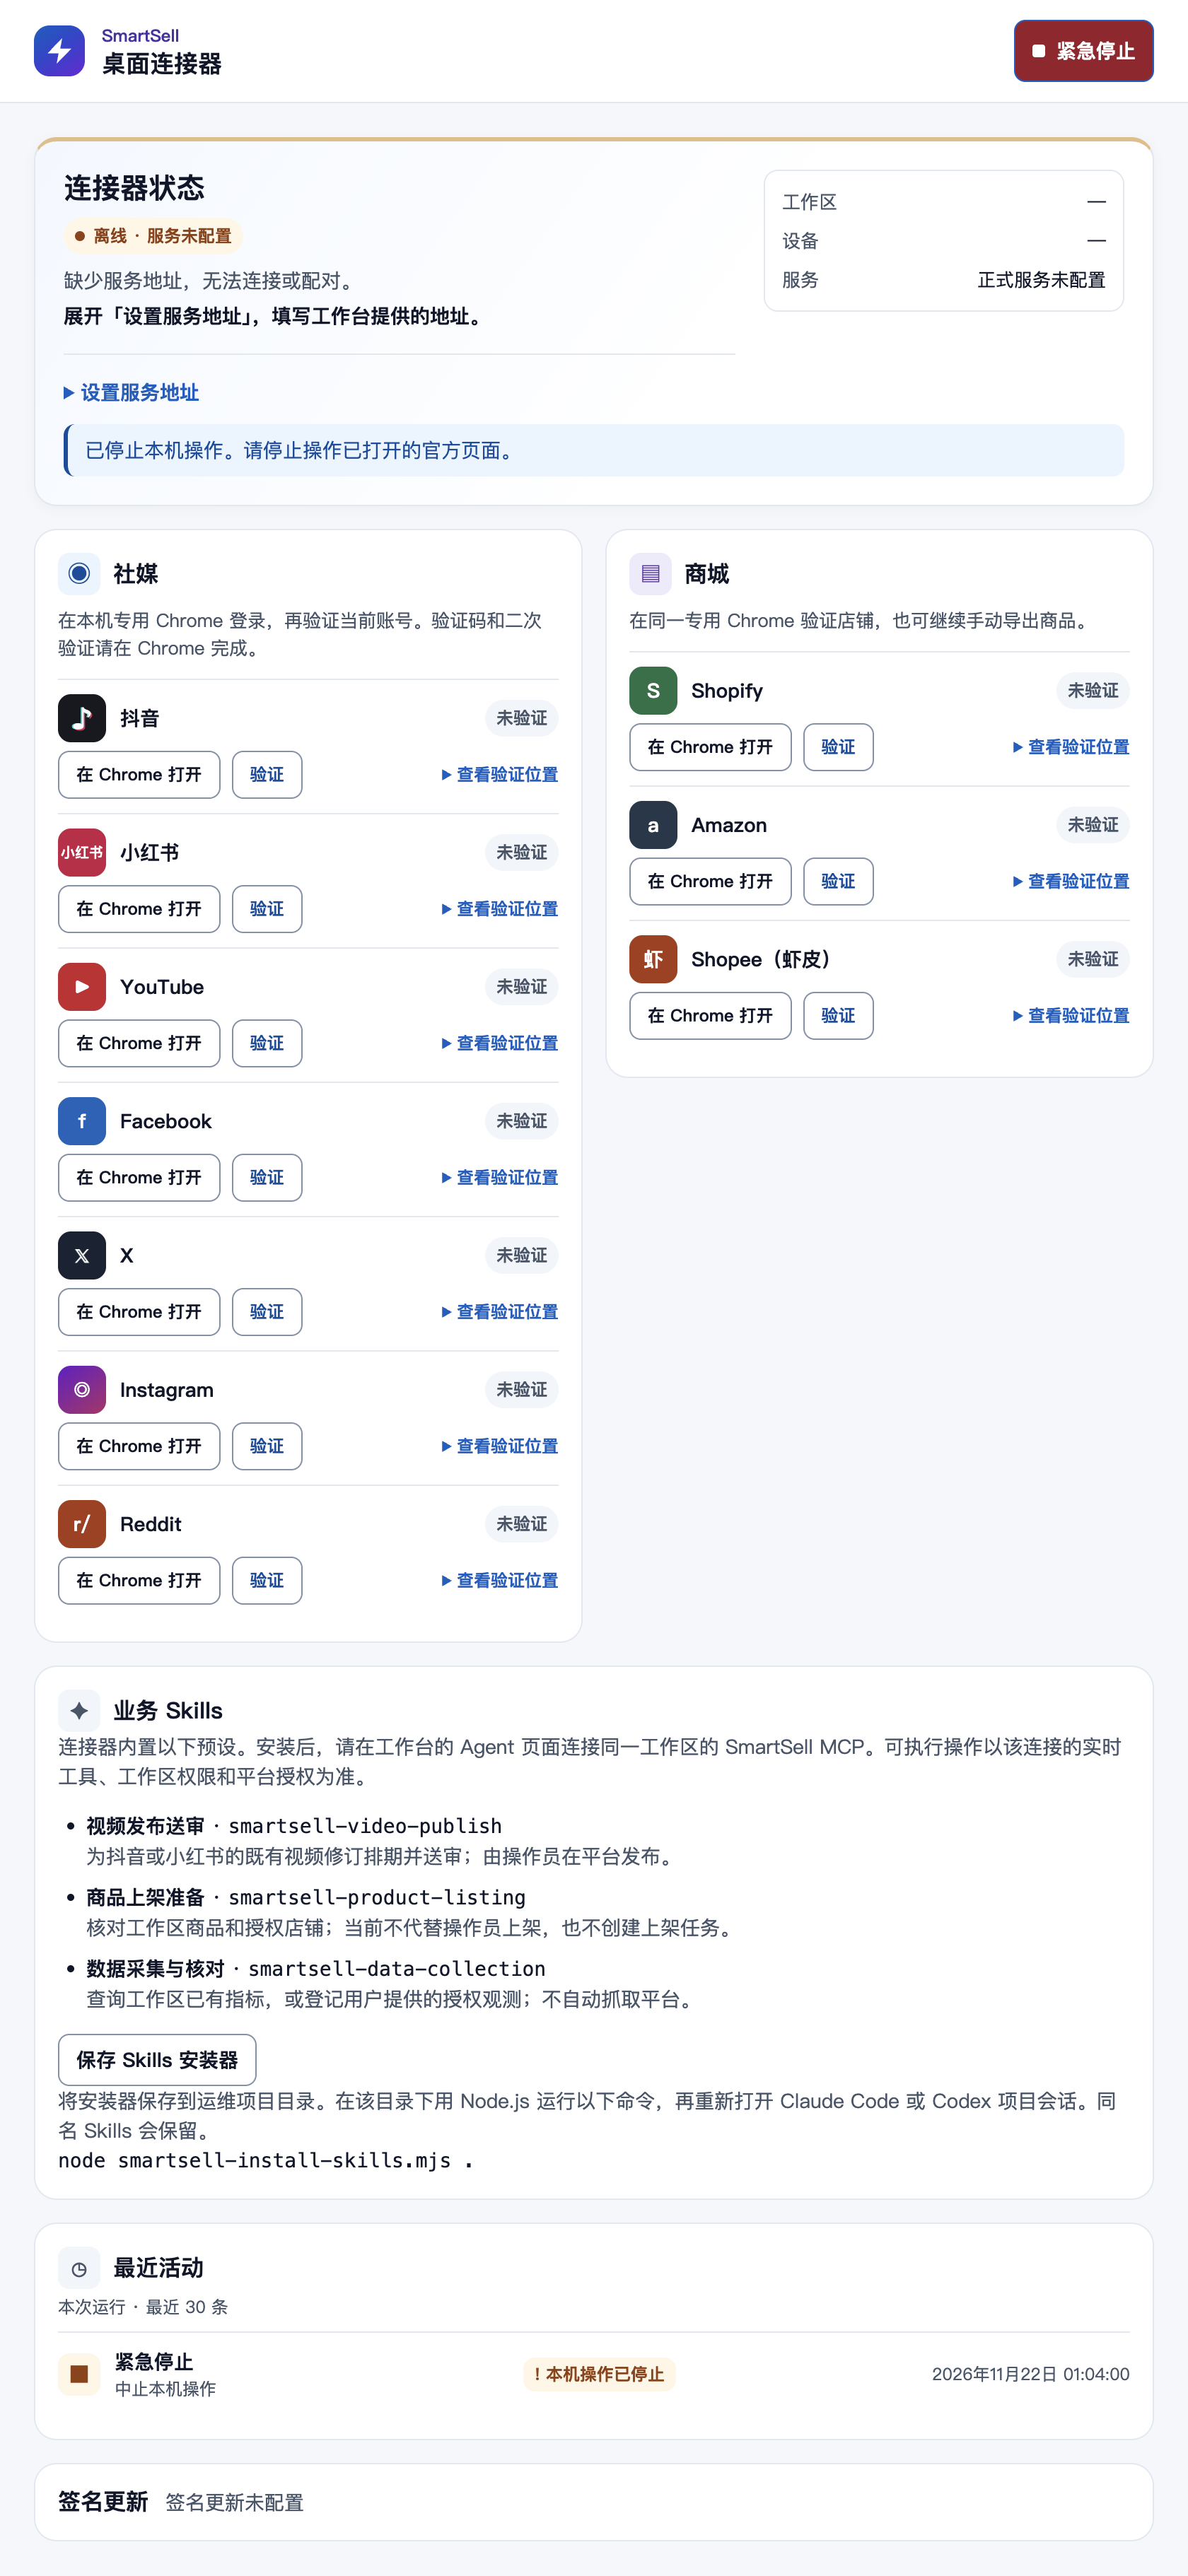 SmartSell
桌面连接器
紧急停止
连接器状态
离线 · 服务未配置
缺少服务地址，无法连接或配对。
展开「设置服务地址」，填写工作台提供的地址。
工作区 —
设备 —
服务 正式服务未配置
设置服务地址
已停止本机操作。请停止操作已打开的官方页面。
社媒
在本机专用 Chrome 登录，再验证当前账号。验证码和二次
验证请在 Chrome 完成。
抖音 未验证
在 Chrome 打开 验证 查看验证位置
小红书 小红书 未验证
在 Chrome 打开 验证 查看验证位置
YouTube 未验证
在 Chrome 打开 验证 查看验证位置
f Facebook 未验证
在 Chrome 打开 验证 查看验证位置
X X 未验证
在 Chrome 打开 验证 查看验证位置
Instagram 未验证
在 Chrome 打开 验证 查看验证位置
r/ Reddit 未验证
在 Chrome 打开 验证 查看验证位置
商城
在同一专用 Chrome 验证店铺，也可继续手动导出商品。
S Shopify 未验证
在 Chrome 打开 验证 查看验证位置
a Amazon 未验证
在 Chrome 打开 验证 查看验证位置
虾 Shopee（虾皮） 未验证
在 Chrome 打开 验证 查看验证位置
业务 Skills
连接器内置以下预设。安装后，请在工作台的 Agent 页面连接同一工作区的 SmartSell MCP。可执行操作以该连接的实时
工具、工作区权限和平台授权为准。
• 视频发布送审 · smartsell-video-publish
为抖音或小红书的既有视频修订排期并送审；由操作员在平台发布。
• 商品上架准备 · smartsell-product-listing
核对工作区商品和授权店铺；当前不代替操作员上架，也不创建上架任务。
• 数据采集与核对 · smartsell-data-collection
查询工作区已有指标，或登记用户提供的授权观测；不自动抓取平台。
保存 Skills 安装器
将安装器保存到运维项目目录。在该目录下用 Node.js 运行以下命令，再重新打开 Claude Code 或 Codex 项目会话。同
名 Skills 会保留。
node smartsell-install-skills.mjs .
最近活动
本次运行 · 最近 30 条
紧急停止
中止本机操作
! 本机操作已停止
2026年11月22日 01:04:00
签名更新 签名更新未配置